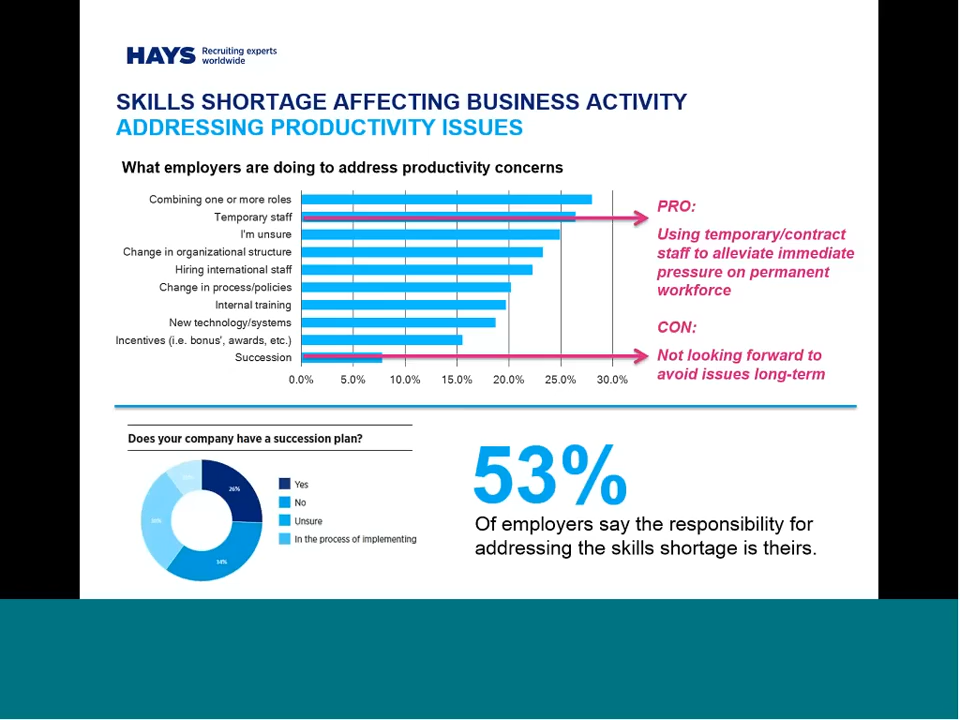 HAYS Recruiting experts
worldwide
SKILLS SHORTAGE AFFECTING BUSINESS ACTIVITY
ADDRESSING PRODUCTIVITY ISSUES
What employers are doing to address productivity concerns
Combining one or more roles
Temporary staff
I'm unsure
Change in organizational structure
Hiring international staff
Change in process/policies
Internal training
New technology/systems
Incentives (i.e. bonus', awards, etc.)
Succession
0.0% 5.0% 10.0% 15.0% 20.0% 25.0% 30.0%
PRO:
Using temporary/contract
staff to alleviate immediate
pressure on permanent
workforce
CON:
Not looking forward to
avoid issues long-term
Does your company have a succession plan?
26%
Yes
No
Unsure
In the process of implementing
53%
Of employers say the responsibility for
addressing the skills shortage is theirs.